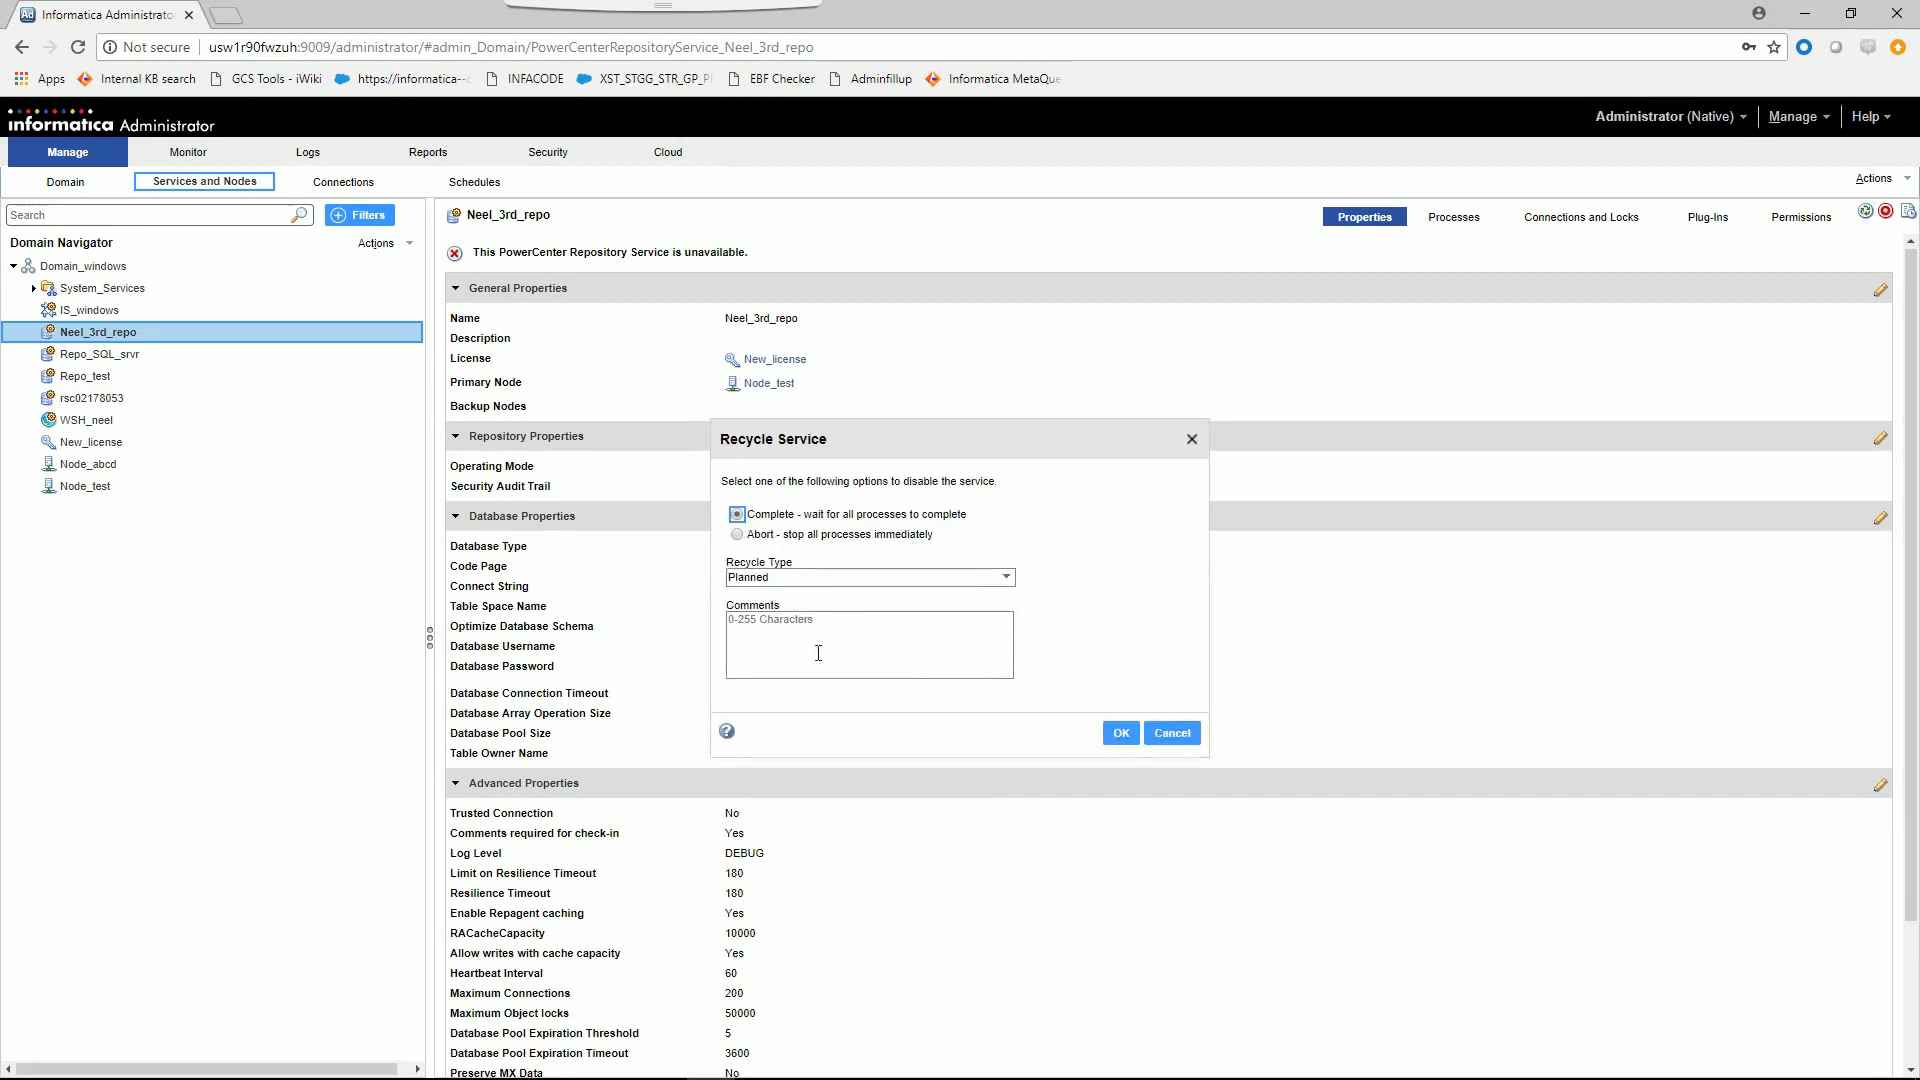 Informatica Administrato
Not secure usw1r90fwzuh:9009/administrator/#admin_Domain/PowerCenterRepositoryService_Neel_3rd_repo
Apps Internal KB search GCS Tools - iWiki https://informatica-- INFACODE XST_STGG_STR_GP_P EBF Checker Adminfillup Informatica MetaQue
informatica Administrator Administrator (Native) Manage Help
Manage Monitor Logs Reports Security Cloud
Domain Services and Nodes Connections Schedules Actions
Search Filters
Domain Navigator Actions
Domain_windows
System_Services
IS_windows
Neel_3rd_repo
Repo_SQL_srvr
Repo_test
rsc02178053
WSH_neel
New_license
Node_abcd
Node_test
Neel_3rd_repo Properties Processes Connections and Locks Plug-Ins Permissions
This PowerCenter Repository Service is unavailable.
General Properties
Name Neel_3rd_repo
Description
License New_license
Primary Node Node_test
Backup Nodes
Repository Properties
Operating Mode
Security Audit Trail
Database Properties
Database Type
Code Page
Connect String
Table Space Name
Optimize Database Schema
Database Username
Database Password
Database Connection Timeout
Database Array Operation Size
Database Pool Size
Table Owner Name
Advanced Properties
Trusted Connection No
Comments required for check-in Yes
Log Level DEBUG
Limit on Resilience Timeout 180
Resilience Timeout 180
Enable Repagent caching Yes
RACacheCapacity 10000
Allow writes with cache capacity Yes
Heartbeat Interval 60
Maximum Connections 200
Maximum Object locks 50000
Database Pool Expiration Threshold 5
Database Pool Expiration Timeout 3600
Preserve MX Data No
Recycle Service
Select one of the following options to disable the service.
Complete - wait for all processes to complete
Abort - stop all processes immediately
Recycle Type
Planned
Comments
0-255 Characters
OK Cancel